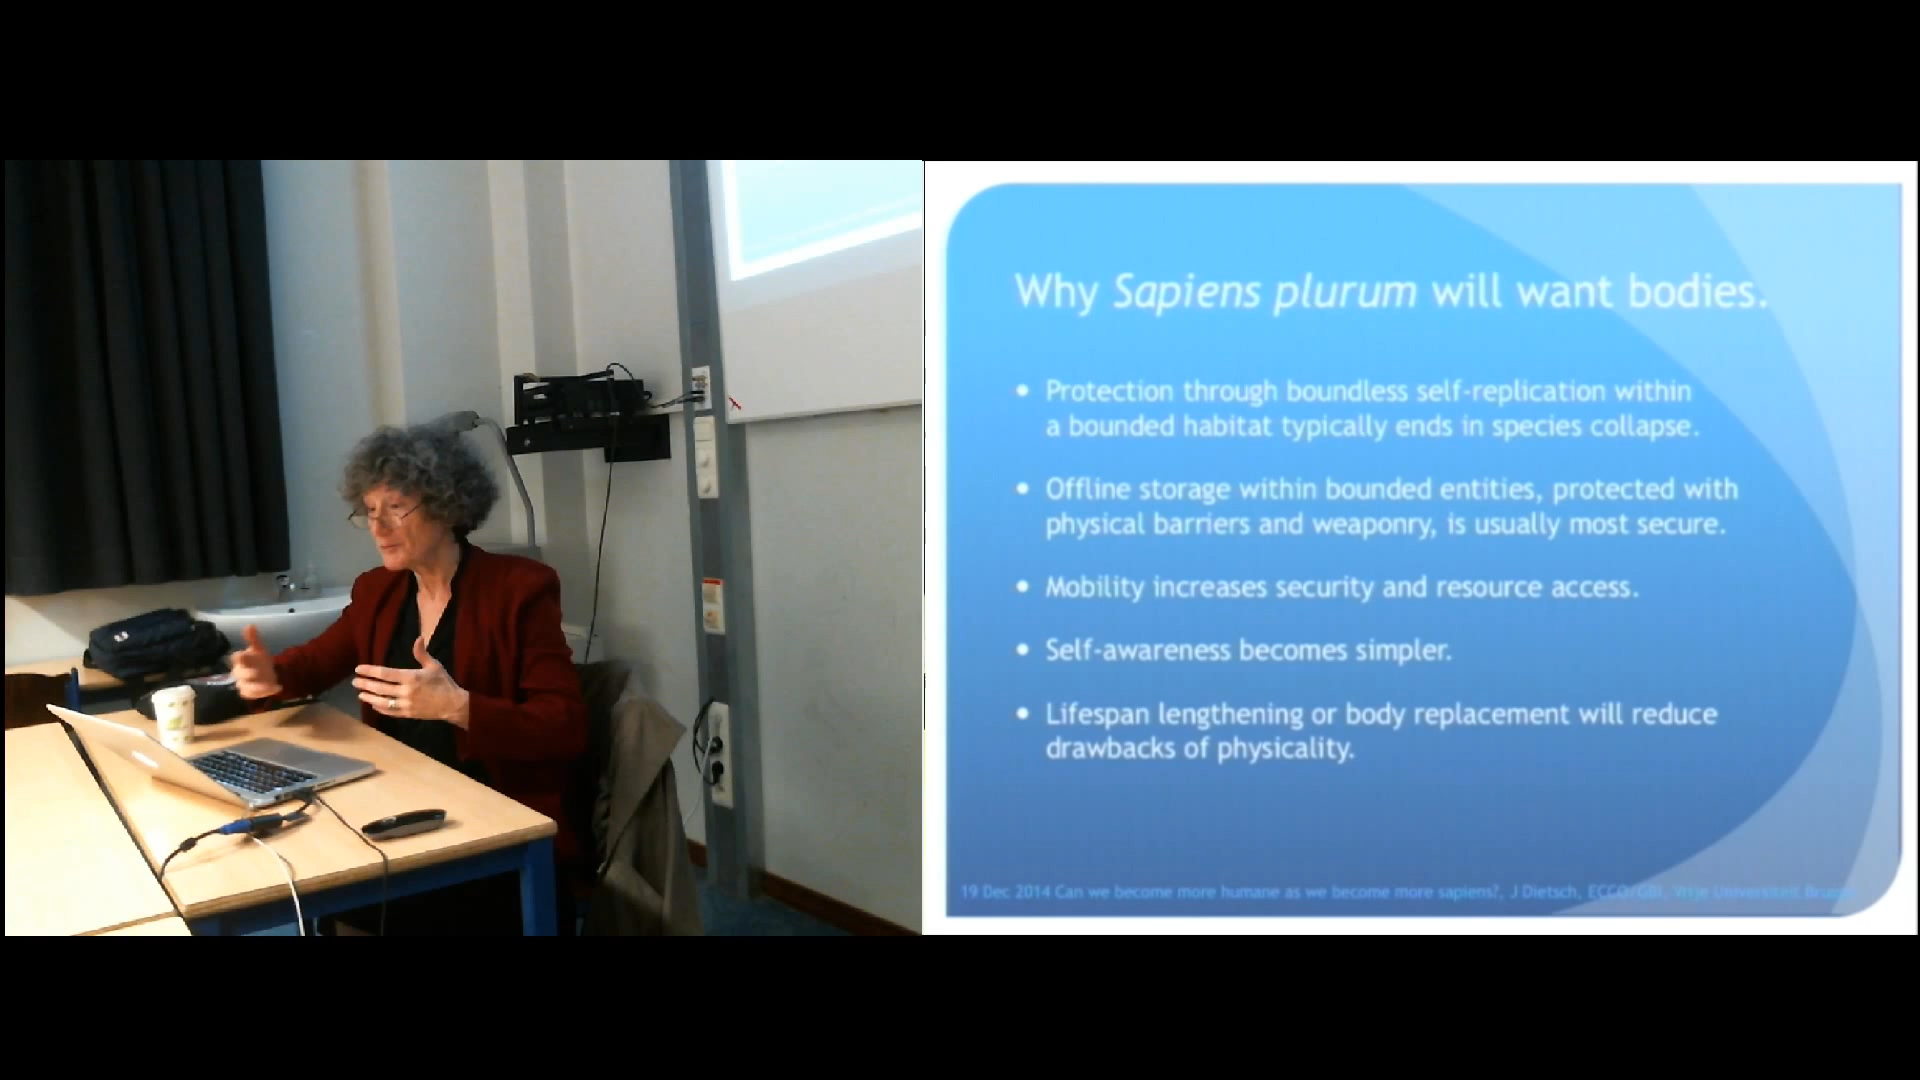 Why Sapiens plurum will want bodies.
• Protection through boundless self-replication within
a bounded habitat typically ends in species collapse.
• Offline storage within bounded entities, protected with
physical barriers and weaponry, is usually most secure.
• Mobility increases security and resource access.
• Self-awareness becomes simpler.
• Lifespan lengthening or body replacement will reduce
drawbacks of physicality.
19 Dec 2014 Can we become more humane as we become more sapiens?, J Dietsch, ECCO/GBI, Vrije Universiteit